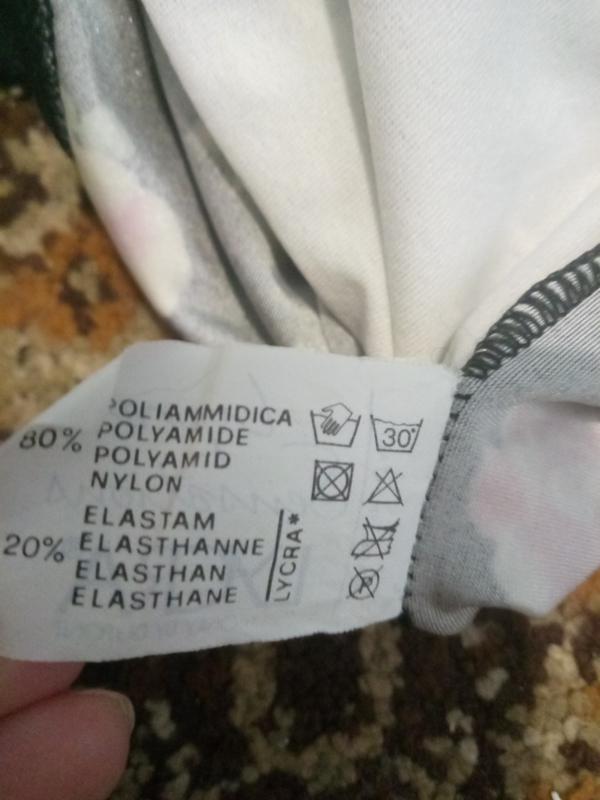 POLIAMMIDICA
80% POLYAMIDE
POLYAMID
NYLON
30°
ELASTAM
20% ELASTHANNE
ELASTHAN
ELASTHANE
LYCRA*
P